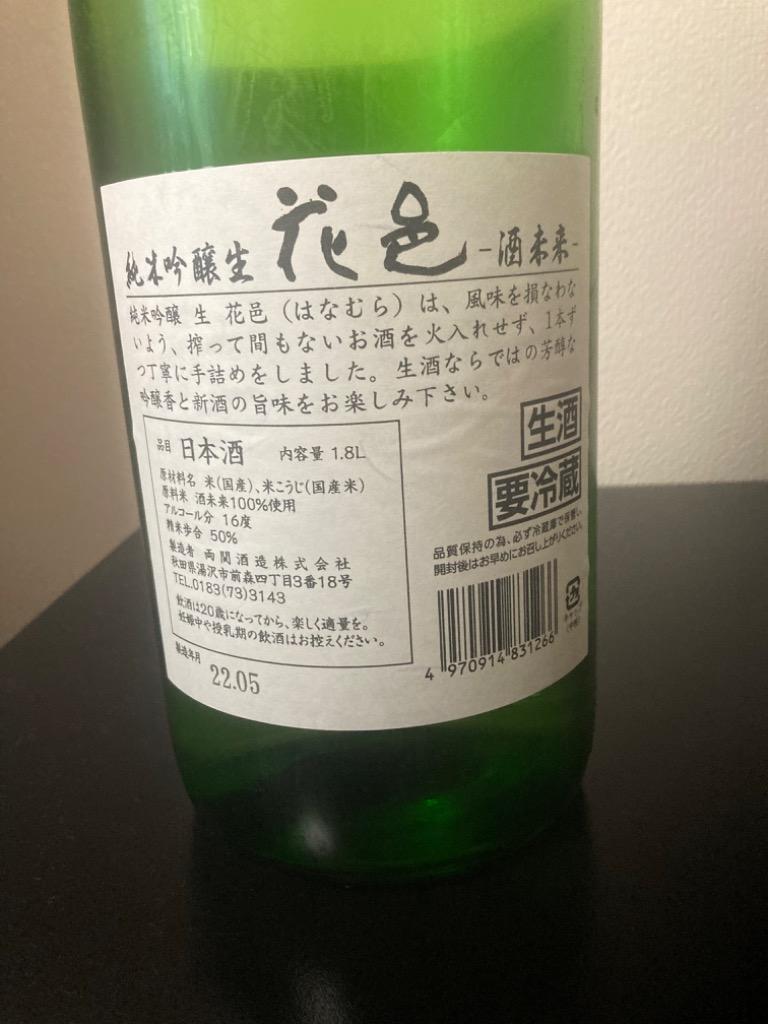 純米吟醸生 花邑 -酒未来-
純米吟醸 生 花邑（はなむら）は、風味を損なわな
いよう、搾って間もないお酒を火入れせず、1本ず
つ丁寧に手詰めをしました。生酒ならではの芳醇な
吟醸香と新酒の旨味をお楽しみ下さい。
品目 日本酒 内容量 1.8L
原材料名 米(国産)、米こうじ(国産米)
原料米 酒未来100%使用
アルコール分 16度
精米歩合 50%
製造者 両関酒造株式会社
秋田県湯沢市前森四丁目3番18号
TEL.0183(73)3143
飲酒は20歳になってから、楽しく適量を。
妊娠中や授乳期の飲酒はお控えください。
製造年月 22.05
生酒
要冷蔵
品質保持の為、必ず冷蔵庫で保管し、
開封後はお早めにお召し上がりください。
4 970914 831266